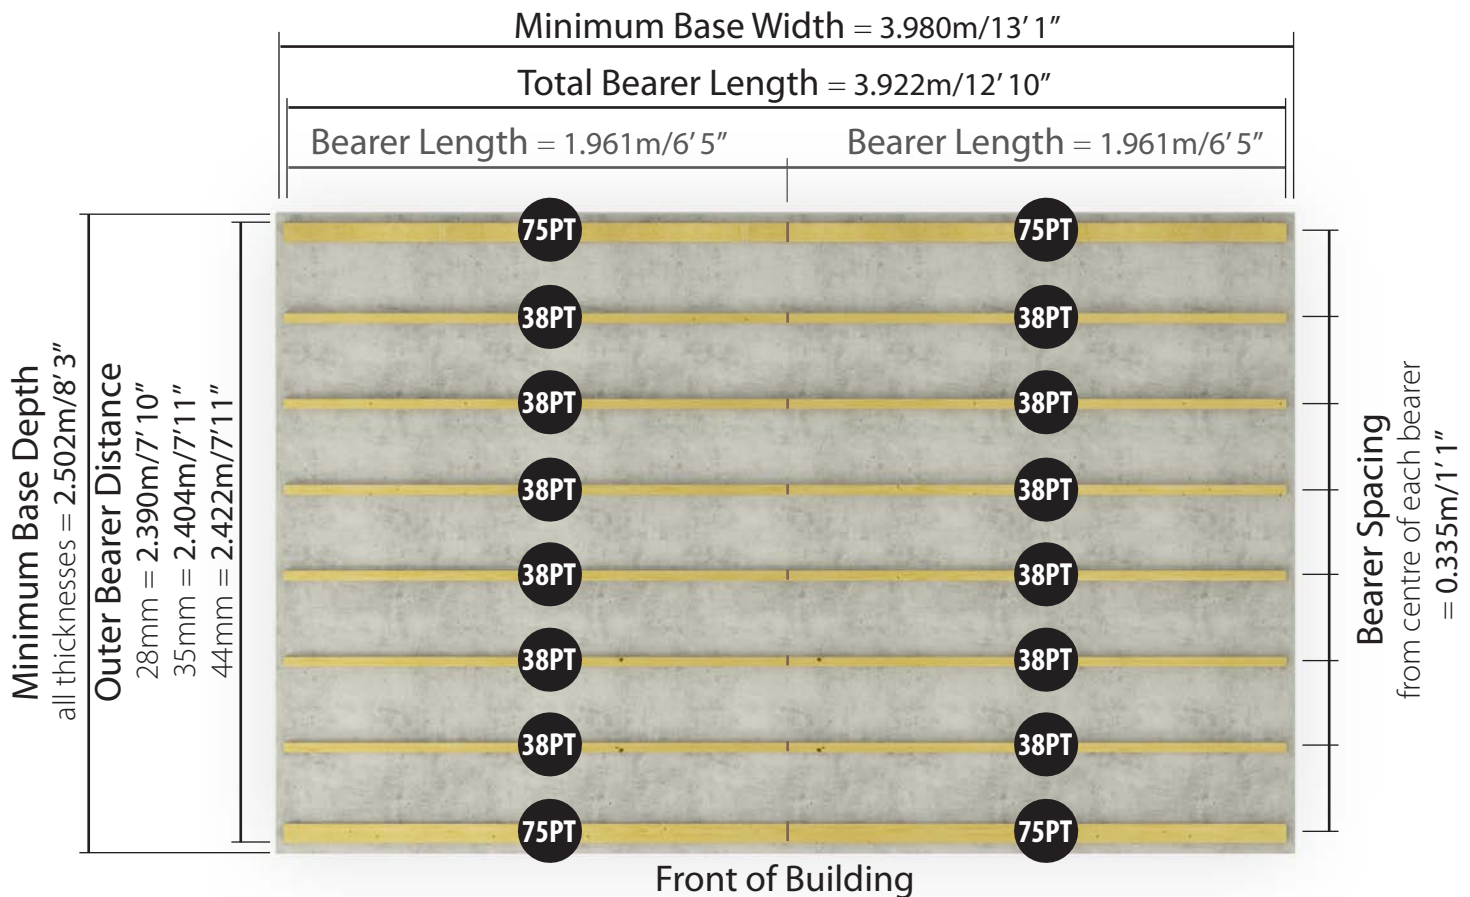 Minimum Base Width = 3.980m/13' 1"
Total Bearer Length = 3.922m/12' 10"
Bearer Length = 1.961m/6' 5"
Bearer Length = 1.961m/6' 5"
Minimum Base Depth
all thicknesses = 2.502m/8' 3"
Outer Bearer Distance
28mm = 2.390m/7' 10"
35mm = 2.404m/7' 11"
44mm = 2.422m/7' 11"
75PT 75PT
38PT 38PT
38PT 38PT
38PT 38PT
38PT 38PT
38PT 38PT
38PT 38PT
75PT 75PT
Bearer Spacing
from centre of each bearer
= 0.335m/1' 1"
Front of Building